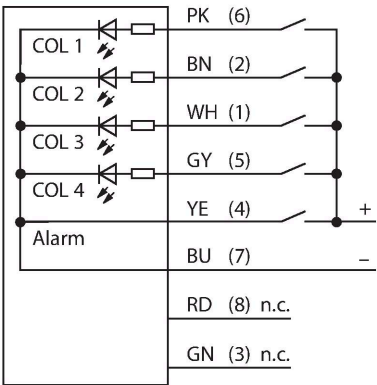 PK (6)
COL 1
BN (2)
COL 2
WH (1)
COL 3
GY (5)
COL 4
YE (4)
+
Alarm
BU (7)
–
RD (8) n.c.
GN (3) n.c.